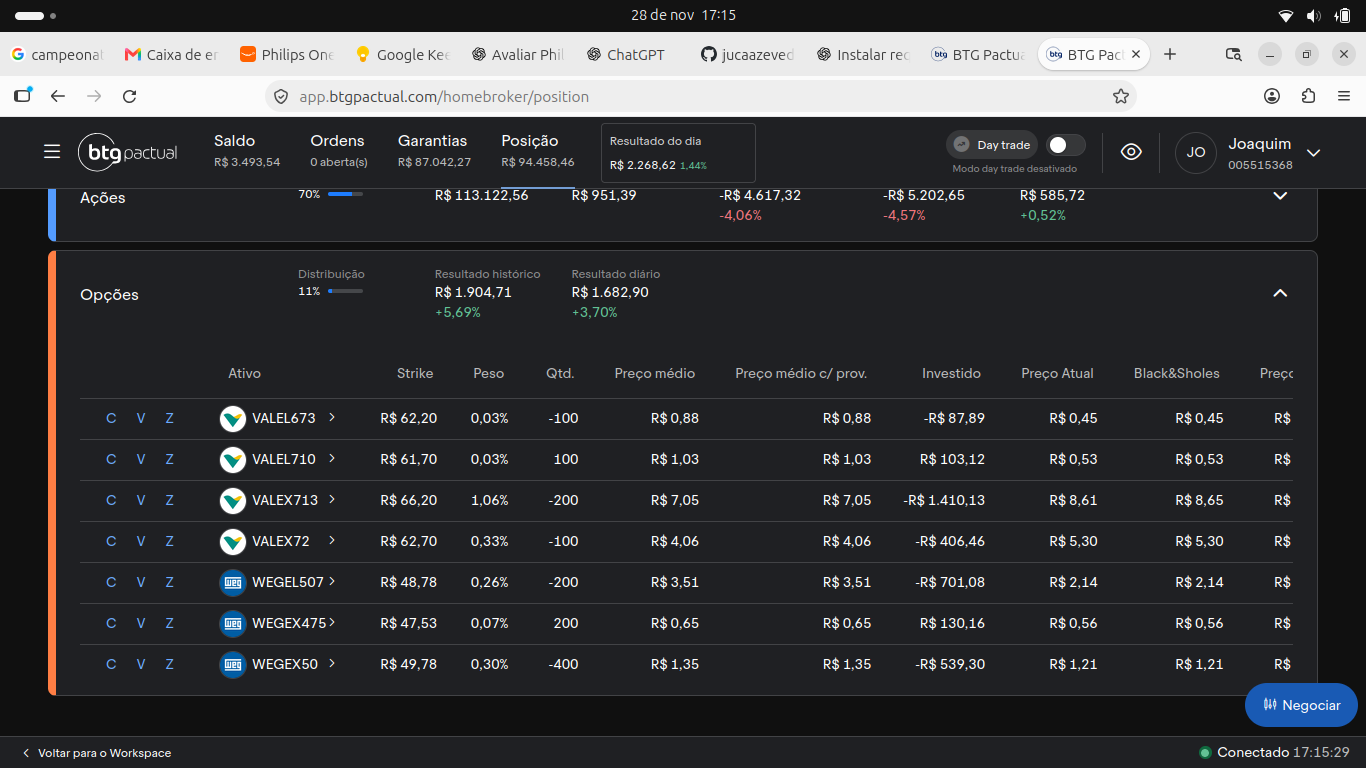 28 de nov 17:15
campeonat
Caixa de er
Philips One
Google Kee
Avaliar Phil
ChatGPT
jucaazeved
Instalar rec
BTG Pactua
BTG Pact
app.btgpactual.com/homebroker/position
btg pactual
Saldo
R$ 3.493,54
Ordens
0 aberta(s)
Garantias
R$ 87.042,27
Posição
R$ 94.458,46
Resultado do dia
R$ 2.268,62 1,44%
Day trade
Modo day trade desativado
JO
Joaquim
005515368
Ações
70%
R$ 113.122,56
R$ 951,39
-R$ 4.617,32
-4,06%
-R$ 5.202,65
-4,57%
R$ 585,72
+0,52%
Opções
Distribuição
11%
Resultado histórico
R$ 1.904,71
+5,69%
Resultado diário
R$ 1.682,90
+3,70%
Ativo Strike Peso Qtd. Preço médio Preço médio c/ prov. Investido Preço Atual Black&Sholes Preço
C V Z VALEL673 R$ 62,20 0,03% -100 R$ 0,88 R$ 0,88 -R$ 87,89 R$ 0,45 R$ 0,45 R$
C V Z VALEL710 R$ 61,70 0,03% 100 R$ 1,03 R$ 1,03 R$ 103,12 R$ 0,53 R$ 0,53 R$
C V Z VALEX713 R$ 66,20 1,06% -200 R$ 7,05 R$ 7,05 -R$ 1.410,13 R$ 8,61 R$ 8,65 R$
C V Z VALEX72 R$ 62,70 0,33% -100 R$ 4,06 R$ 4,06 -R$ 406,46 R$ 5,30 R$ 5,30 R$
C V Z weg WEGEL507 R$ 48,78 0,26% -200 R$ 3,51 R$ 3,51 -R$ 701,08 R$ 2,14 R$ 2,14 R$
C V Z weg WEGEX475 R$ 47,53 0,07% 200 R$ 0,65 R$ 0,65 R$ 130,16 R$ 0,56 R$ 0,56 R$
C V Z weg WEGEX50 R$ 49,78 0,30% -400 R$ 1,35 R$ 1,35 -R$ 539,30 R$ 1,21 R$ 1,21 R$
Negociar
Voltar para o Workspace
Conectado 17:15:29